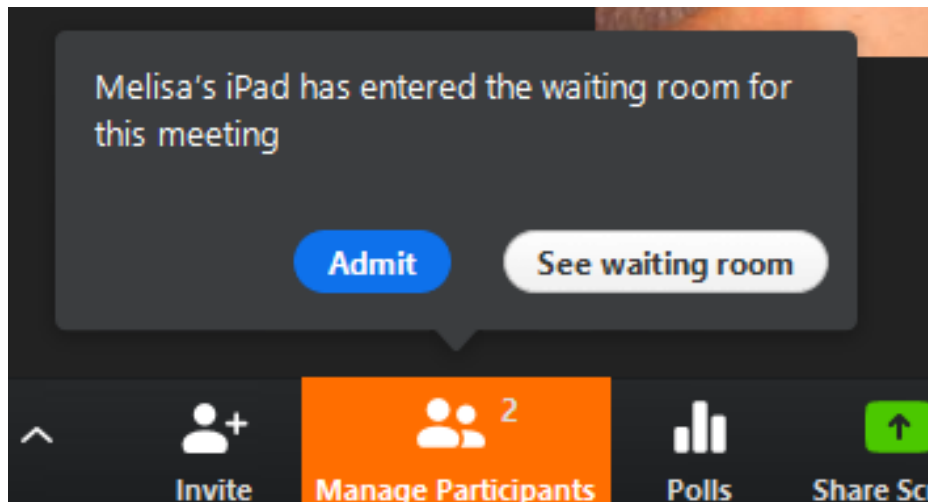 Melisa's iPad has entered the waiting room for
this meeting
Admit See waiting room
2
Invite Manage Participants Polls Share